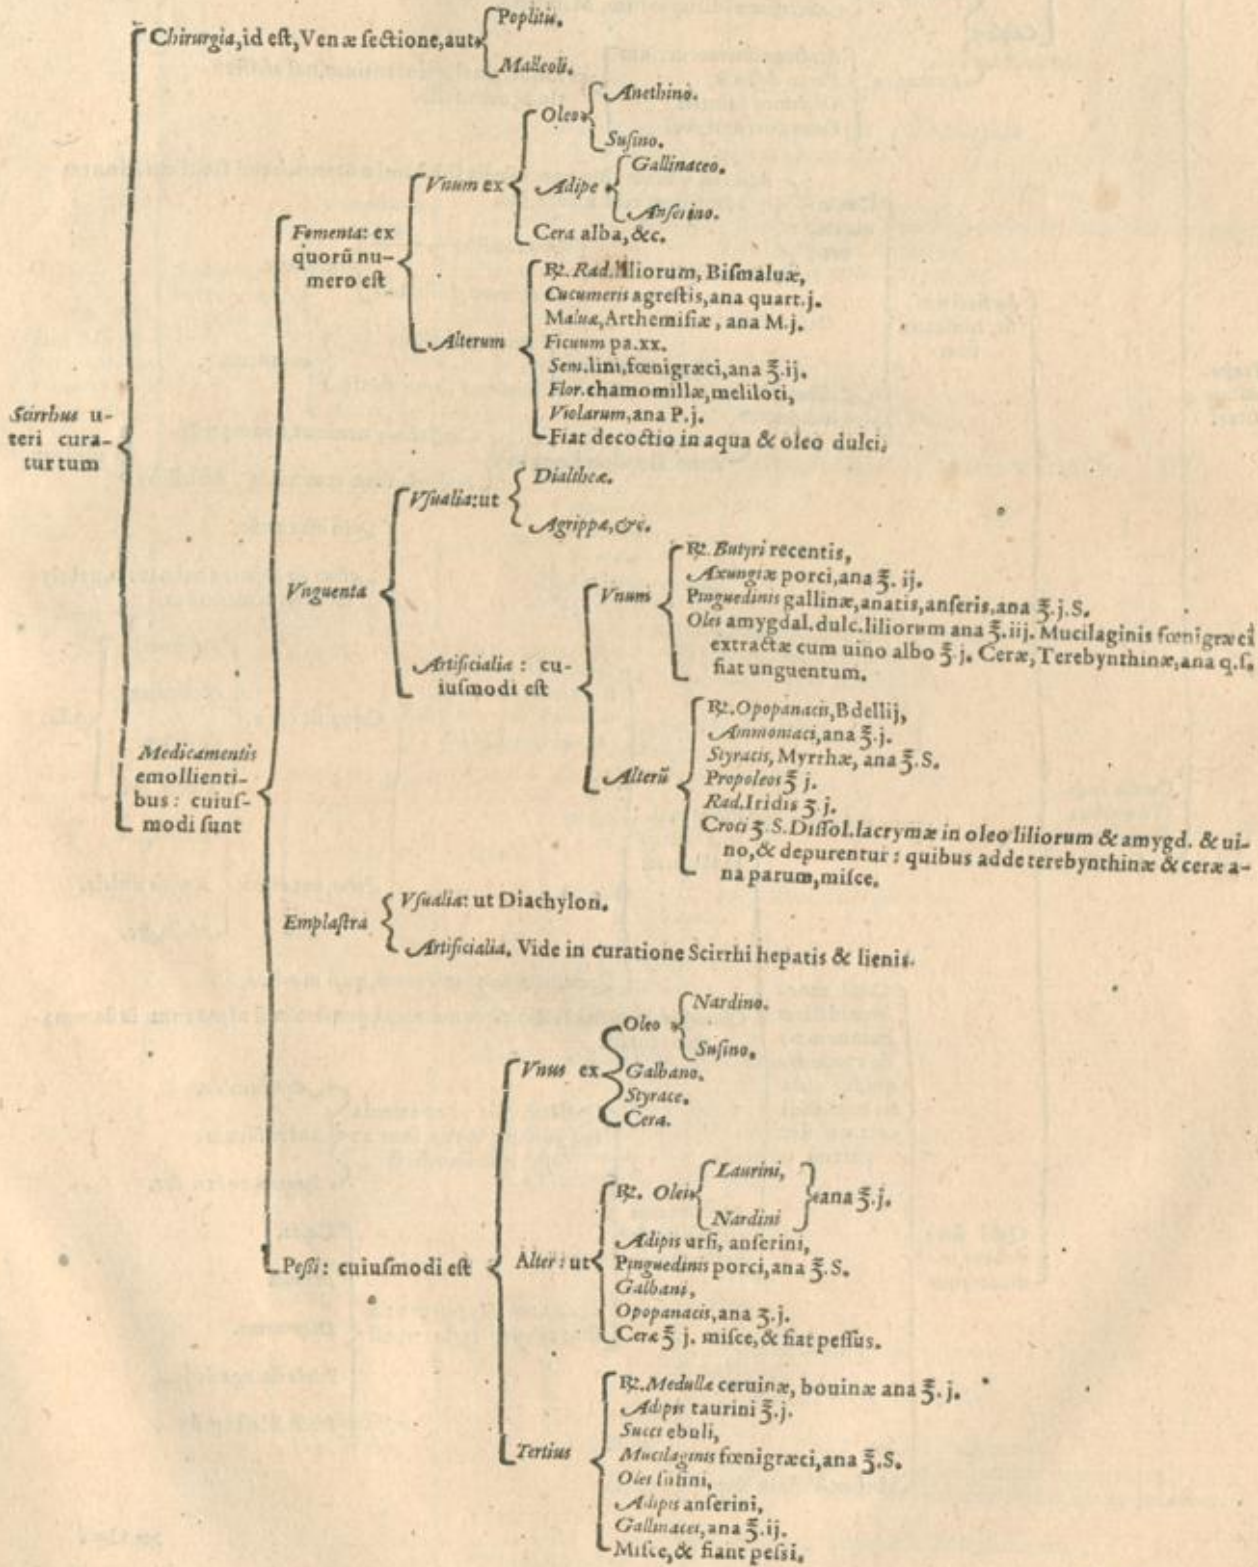 Scirrhus u-
teri cura-
tur tum
Chirurgia, id eſt, Venæ ſectione, aut
Poplitis.
Malleoli.
Medicamentis
emollienti-
bus: cuiuſ-
modi ſunt
Fomenta: ex
quorū nu-
mero eſt
Vnum ex
Oleo
Anethino.
Suſino.
Adipe
Gallinaceo.
Anſerino.
Cera alba, &c.
Alterum
℞. Rad. liliorum, Biſmaluæ,
Cucumeris agreſtis, ana quart. j.
Maluæ, Arthemiſiæ, ana M. j.
Ficuum pa. xx.
Sem. lini, fœnigræci, ana ℥. ij.
Flor. chamomillæ, meliloti,
Violarum, ana P. j.
Fiat decoctio in aqua & oleo dulci.
Vnguenta
Vſualia: ut
Dialtheæ.
Agrippæ, &c.
Artificialia: cu-
iuſmodi eſt
Vnum
℞. Butyri recentis,
Axungiæ porci, ana ℥. ij.
Pinguedinis gallinæ, anatis, anſeris, ana ℥. j. S.
Olei amygdal. dulc. liliorum ana ℥. iij. Mucilaginis fœnigræci
extractæ cum uino albo ℥. j. Ceræ, Terebynthinæ, ana q. ſ.
fiat unguentum.
Alterū
℞. Opopanacis, Bdellij,
Ammoniaci, ana ℥. j.
Styracis, Myrrhæ, ana ℥. S.
Propoleos ℥ j.
Rad. Iridis ʒ. j.
Croci ʒ. S. Diſſol. lacrymæ in oleo liliorum & amygd. & ui-
no, & depurentur: quibus adde terebynthinæ & ceræ a-
na parum, miſce.
Emplaſtra
Vſualia: ut Diachylon.
Artificialia. Vide in curatione Scirrhi hepatis & lienis.
Peſſi: cuiuſmodi eſt
Vnus ex
Oleo
Nardino.
Suſino.
Galbano.
Styrace.
Cera.
Alter: ut
℞. Olei
Laurini,
Nardini
ana ℥. j.
Adipis urſi, anſerini,
Pinguedinis porci, ana ℥. S.
Galbani,
Opopanacis, ana ʒ. j.
Ceræ ℥ j. miſce, & fiat peſſus.
Tertius
℞. Medullæ ceruinæ, bouinæ ana ℥. j.
Adipis taurini ℥. j.
Succi ebuli,
Mucilaginis fœnigræci, ana ℥. S.
Olei ſuſini,
Adipis anſerini,
Gallinacei, ana ℥. ij.
Miſce, & fiant peſſi.